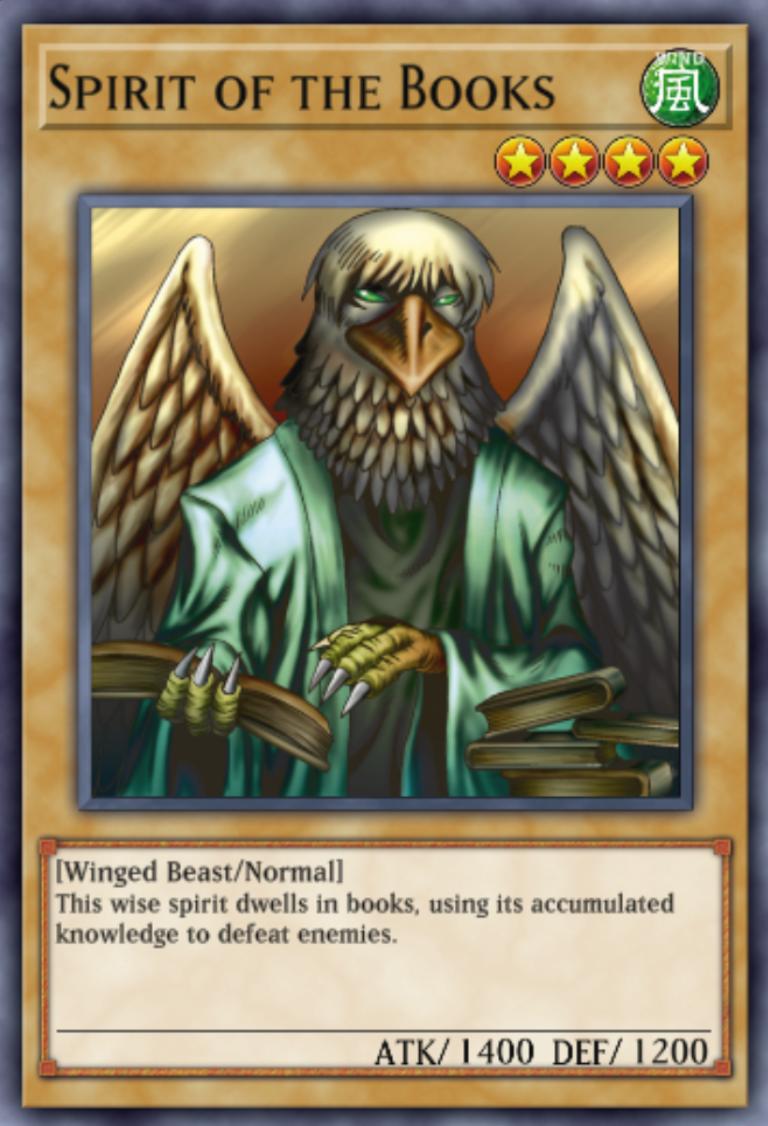 Spirit of the Books
WIND
風
[Winged Beast/Normal]
This wise spirit dwells in books, using its accumulated
knowledge to defeat enemies.
ATK/ 1400 DEF/ 1200